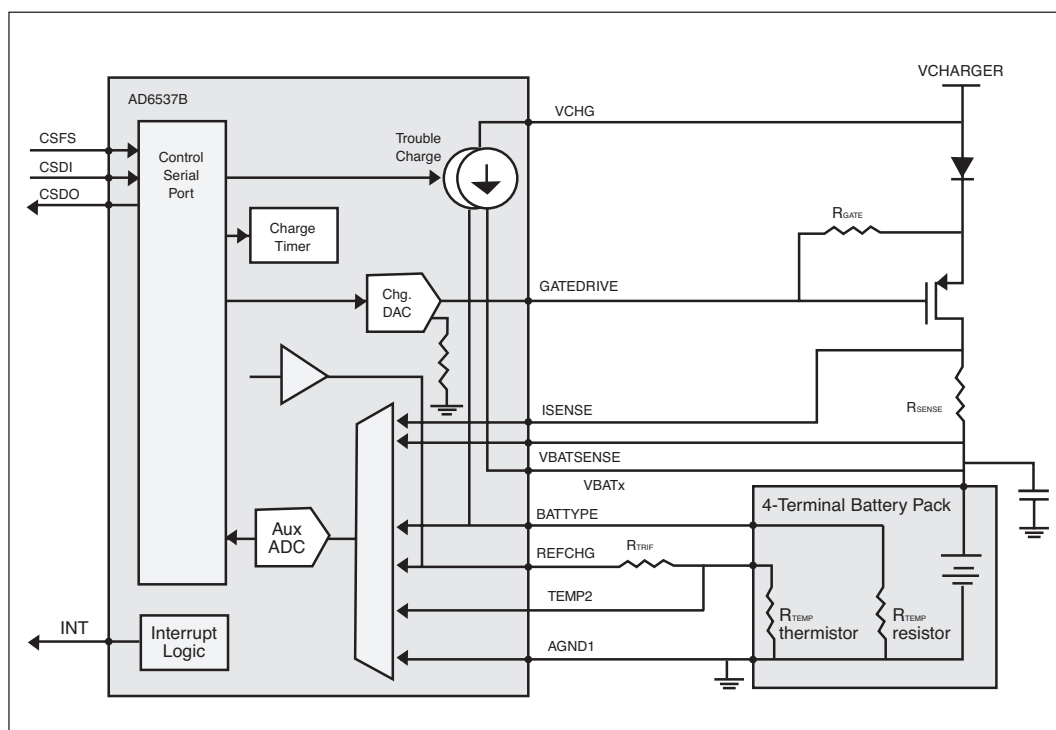 VCHARGER
AD6537B
VCHG
CSFS
CSDI
CSDO
Control
Serial
Port
Trouble
Charge
Charge
Timer
RGATE
Chg.
DAC
GATEDRIVE
ISENSE
RSENSE
VBATSENSE
VBATx
4-Terminal Battery Pack
BATTYPE
Aux
ADC
REFCHG
RTRIF
TEMP2
RTEMP
thermistor
RTEMP
resistor
INT
Interrupt
Logic
AGND1